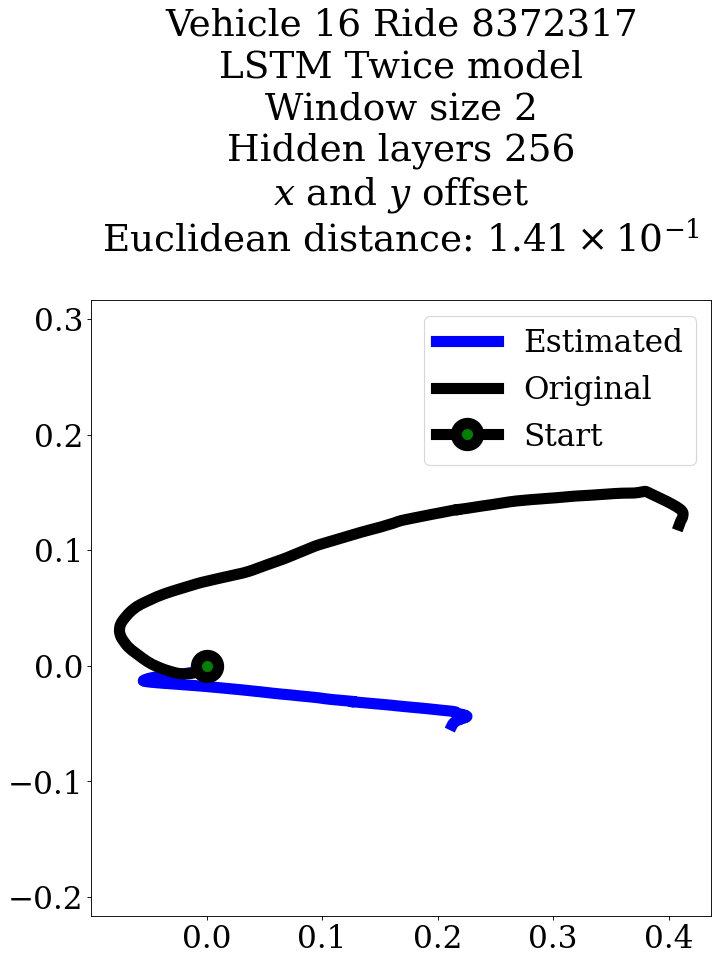 Vehicle 16 Ride 8372317
LSTM Twice model
Window size 2
Hidden layers 256
x and y offset
Euclidean distance: 1.41 × 10⁻¹
Estimated
Original
Start
0.3
0.2
0.1
0.0
−0.1
−0.2
0.0 0.1 0.2 0.3 0.4